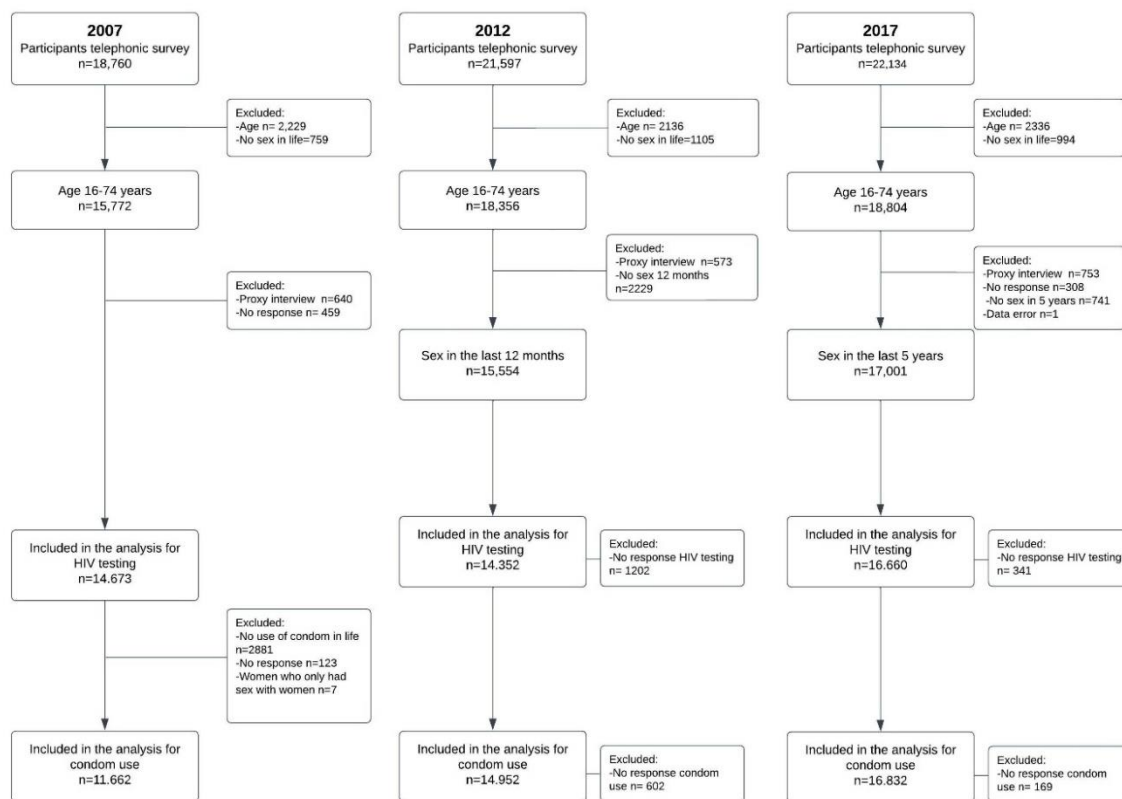 2007
Participants telephonic survey
n=18,760
Excluded:
-Age n= 2,229
-No sex in life=759
Age 16-74 years
n=15,772
Excluded:
-Proxy interview  n=640
-No response n= 459
Included in the analysis for
HIV testing
n=14.673
Excluded:
-No use of condom in life
n=2881
-No response n=123
-Women who only had
sex with women n=7
Included in the analysis for
condom use
n=11.662
2012
Participants telephonic survey
n=21,597
Excluded:
-Age n= 2136
-No sex in life=1105
Age 16-74 years
n=18,356
Excluded:
-Proxy interview  n=573
-No sex 12 months
n=2229
Sex in the last 12 months
n=15,554
Included in the analysis for
HIV testing
n=14.352
Excluded:
-No response HIV testing
n= 1202
Included in the analysis for
condom use
n=14.952
Excluded:
-No response condom
use n= 602
2017
Participants telephonic survey
n=22,134
Excluded:
-Age n= 2336
-No sex in life=994
Age 16-74 years
n=18,804
Excluded:
-Proxy interview n=753
-No response n=308
-No sex in 5 years n=741
-Data error n=1
Sex in the last 5 years
n=17,001
Included in the analysis for
HIV testing
n=16.660
Excluded:
-No response HIV testing
n= 341
Included in the analysis for
condom use
n=16.832
Excluded:
-No response condom
use n= 169